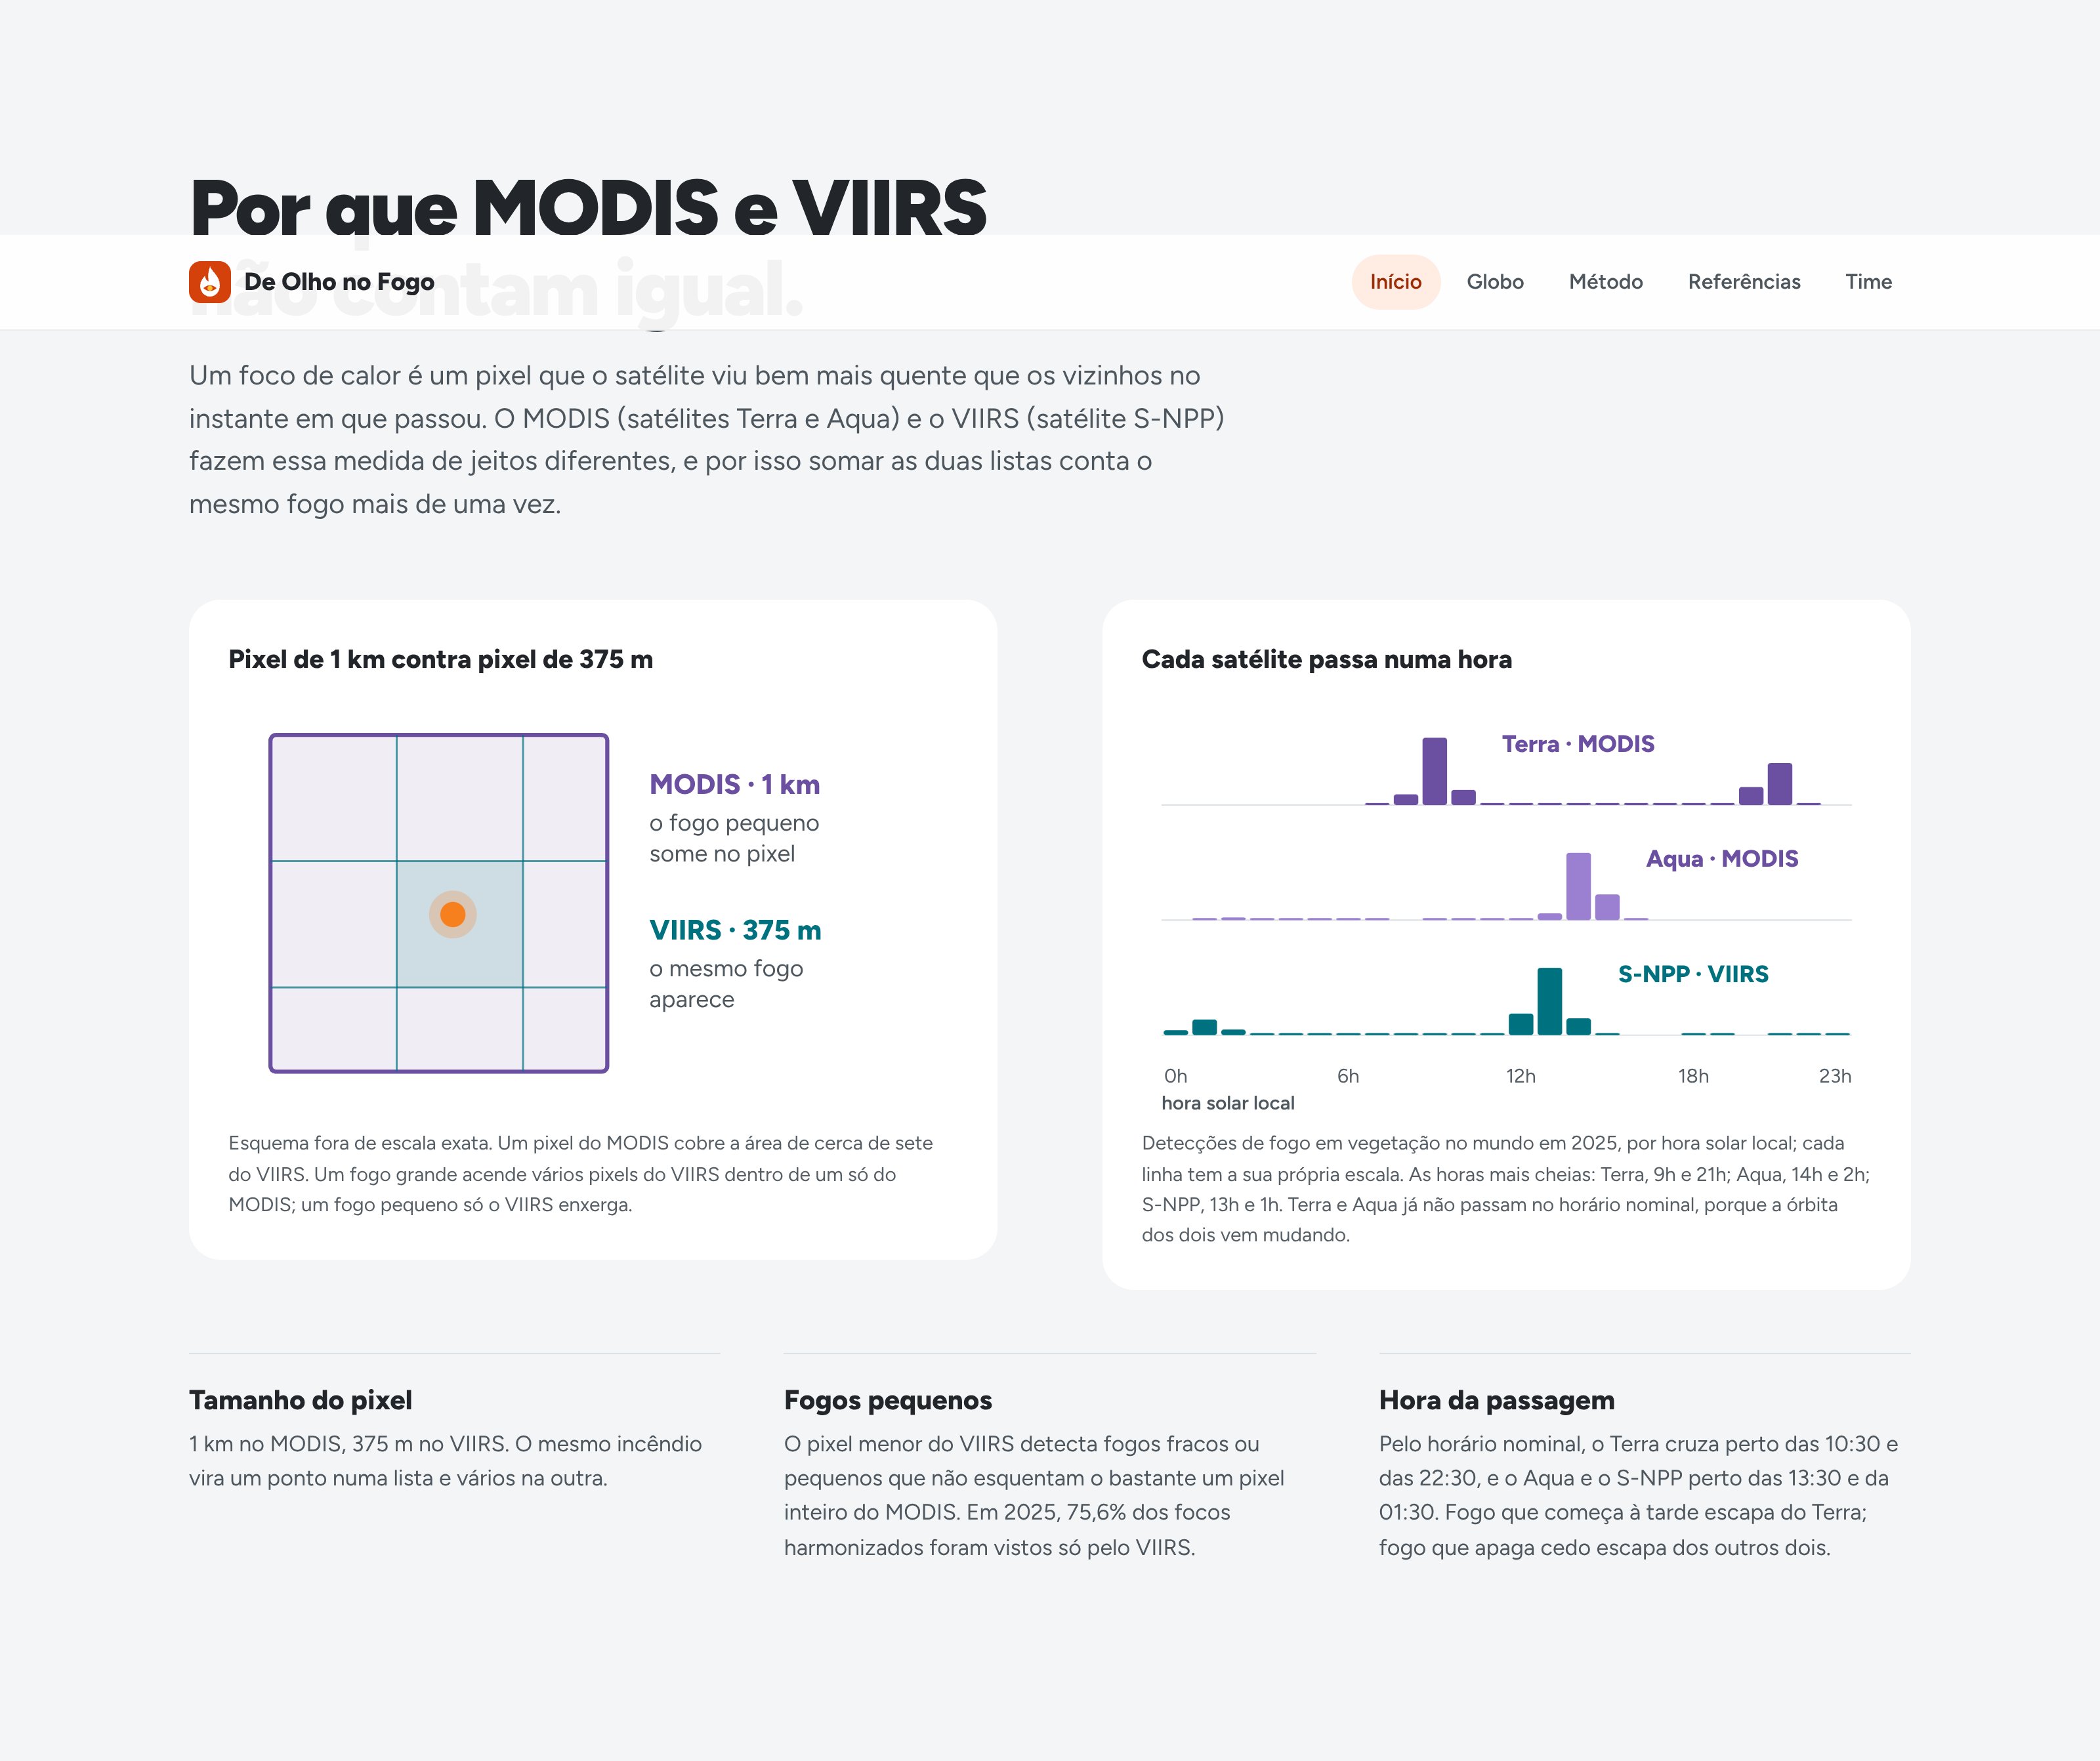 Por que MODIS e VIIRS
não contam igual.
De Olho no Fogo
Início
Globo
Método
Referências
Time
Um foco de calor é um pixel que o satélite viu bem mais quente que os vizinhos no
instante em que passou. O MODIS (satélites Terra e Aqua) e o VIIRS (satélite S-NPP)
fazem essa medida de jeitos diferentes, e por isso somar as duas listas conta o
mesmo fogo mais de uma vez.
Pixel de 1 km contra pixel de 375 m
MODIS · 1 km
o fogo pequeno
some no pixel
VIIRS · 375 m
o mesmo fogo
aparece
Esquema fora de escala exata. Um pixel do MODIS cobre a área de cerca de sete
do VIIRS. Um fogo grande acende vários pixels do VIIRS dentro de um só do
MODIS; um fogo pequeno só o VIIRS enxerga.
Cada satélite passa numa hora
Terra · MODIS
Aqua · MODIS
S-NPP · VIIRS
0h 6h 12h 18h 23h
hora solar local
Detecções de fogo em vegetação no mundo em 2025, por hora solar local; cada
linha tem a sua própria escala. As horas mais cheias: Terra, 9h e 21h; Aqua, 14h e 2h;
S-NPP, 13h e 1h. Terra e Aqua já não passam no horário nominal, porque a órbita
dos dois vem mudando.
Tamanho do pixel
1 km no MODIS, 375 m no VIIRS. O mesmo incêndio
vira um ponto numa lista e vários na outra.
Fogos pequenos
O pixel menor do VIIRS detecta fogos fracos ou
pequenos que não esquentam o bastante um pixel
inteiro do MODIS. Em 2025, 75,6% dos focos
harmonizados foram vistos só pelo VIIRS.
Hora da passagem
Pelo horário nominal, o Terra cruza perto das 10:30 e
das 22:30, e o Aqua e o S-NPP perto das 13:30 e da
01:30. Fogo que começa à tarde escapa do Terra;
fogo que apaga cedo escapa dos outros dois.